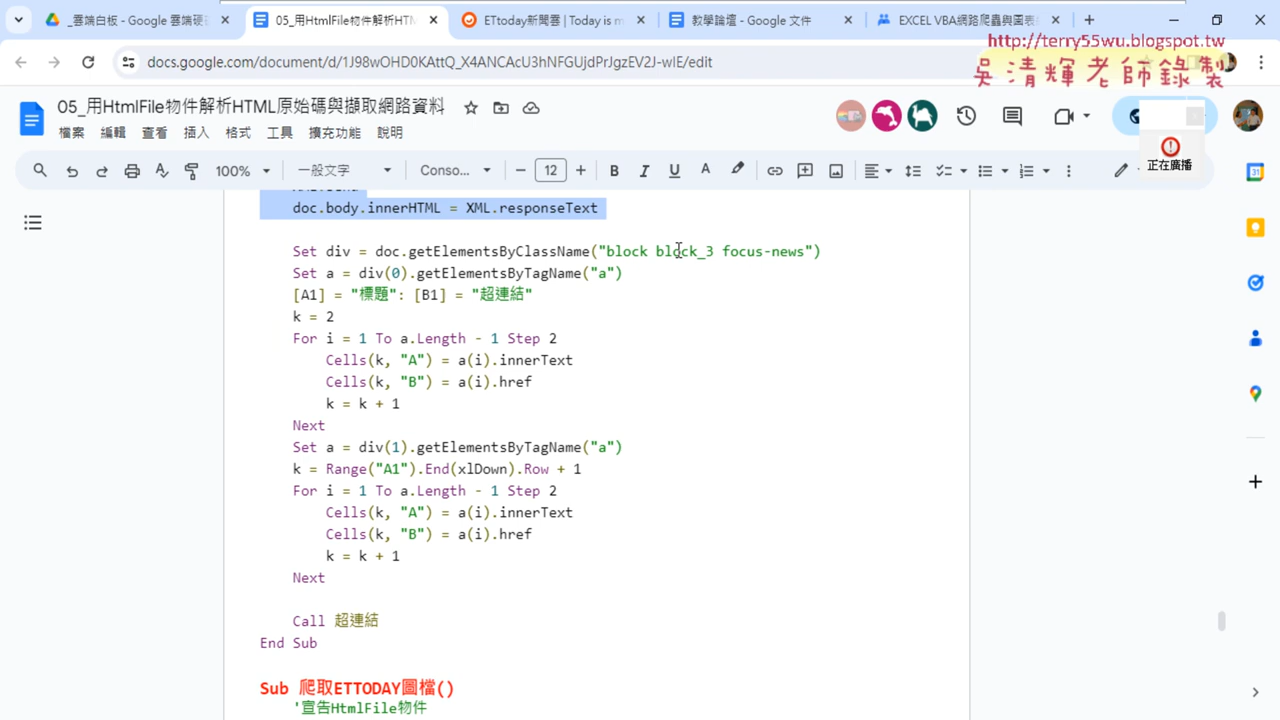 _雲端白板 - Google 雲端硬
05_用HtmlFile物件解析HTM
ETtoday新聞雲 | Today is m
教學論壇 - Google 文件
EXCEL VBA網路爬蟲與圖表
http://terry55wu.blogspot.tw
docs.google.com/document/d/1J98wOHD0KAttQ_X4ANCAcU3hNFGUjdPrJgzEV2J-wIE/edit
吳清輝老師錄製
05_用HtmlFile物件解析HTML原始碼與擷取網路資料
檔案 編輯 查看 插入 格式 工具 擴充功能 說明
正在廣播
100% 一般文字 Conso... 12 B I U A
doc.body.innerHTML = XML.responseText
Set div = doc.getElementsByClassName("block block_3 focus-news")
Set a = div(0).getElementsByTagName("a")
[A1] = "標題": [B1] = "超連結"
k = 2
For i = 1 To a.Length - 1 Step 2
Cells(k, "A") = a(i).innerText
Cells(k, "B") = a(i).href
k = k + 1
Next
Set a = div(1).getElementsByTagName("a")
k = Range("A1").End(xlDown).Row + 1
For i = 1 To a.Length - 1 Step 2
Cells(k, "A") = a(i).innerText
Cells(k, "B") = a(i).href
k = k + 1
Next
Call 超連結
End Sub
Sub 爬取ETTODAY圖檔()
'宣告HtmlFile物件